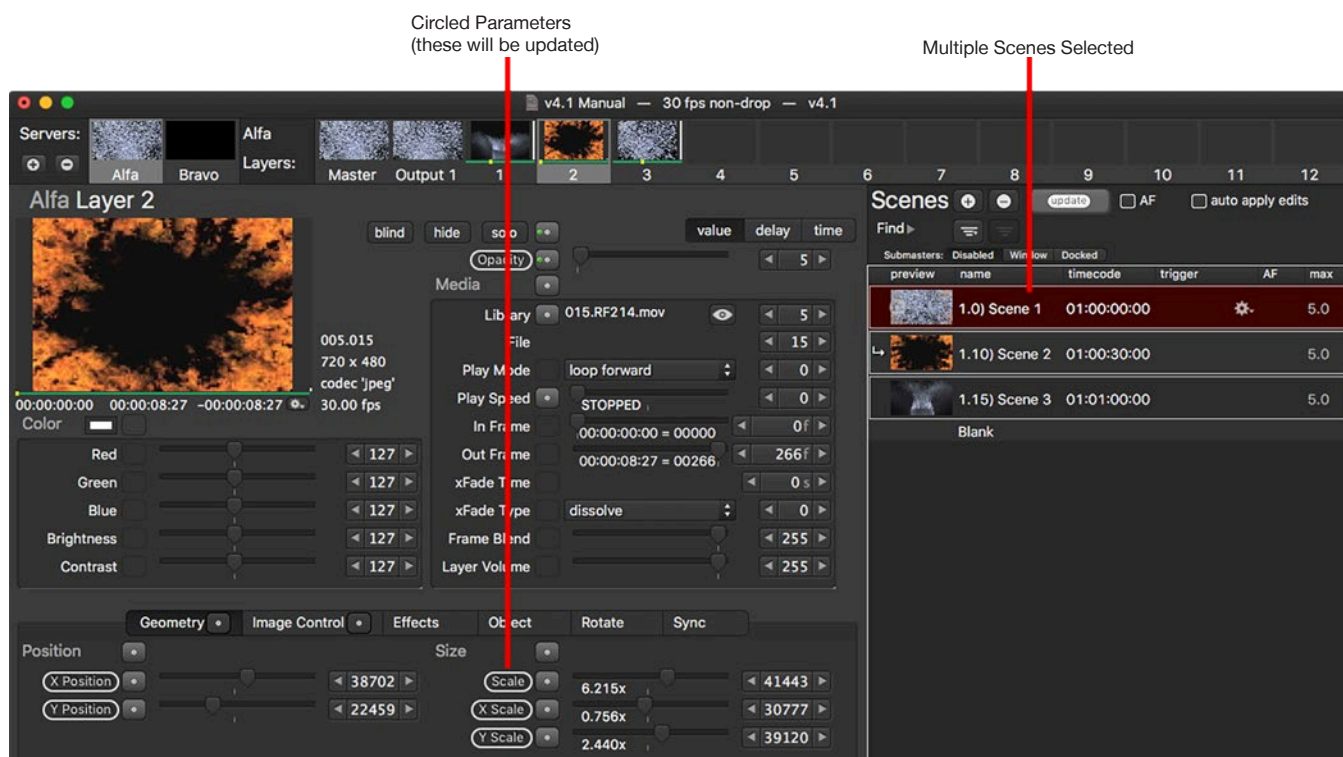 Circled Parameters
(these will be updated)
Multiple Scenes Selected
v4.1 Manual — 30 fps non-drop — v4.1
Servers:
Alfa
Bravo
Alfa
Layers:
Master
Output 1
1
2
3
4
5
6
7
8
9
10
11
12
Alfa Layer 2
blind
hide
solo
value
delay
time
Opacity
5
Media
Library
015.RF214.mov
5
File
15
Play Mode
loop forward
0
Play Speed
STOPPED
0
In Frame
00:00:00:00 = 00000
0f
Out Frame
00:00:08:27 = 00266
266f
xFade Time
0 s
xFade Type
dissolve
0
Frame Blend
255
Layer Volume
255
005.015
720 x 480
codec 'jpeg'
30.00 fps
00:00:00:00
00:00:08:27
-00:00:08:27
Color
Red
127
Green
127
Blue
127
Brightness
127
Contrast
127
Geometry
Image Control
Effects
Object
Rotate
Sync
Position
X Position
38702
Y Position
22459
Size
Scale
6.215x
41443
X Scale
0.756x
30777
Y Scale
2.440x
39120
Scenes
update
AF
auto apply edits
Find
Submasters:
Disabled
Window
Docked
preview
name
timecode
trigger
AF
max
1.0) Scene 1
01:00:00:00
5.0
1.10) Scene 2
01:00:30:00
5.0
1.15) Scene 3
01:01:00:00
5.0
Blank